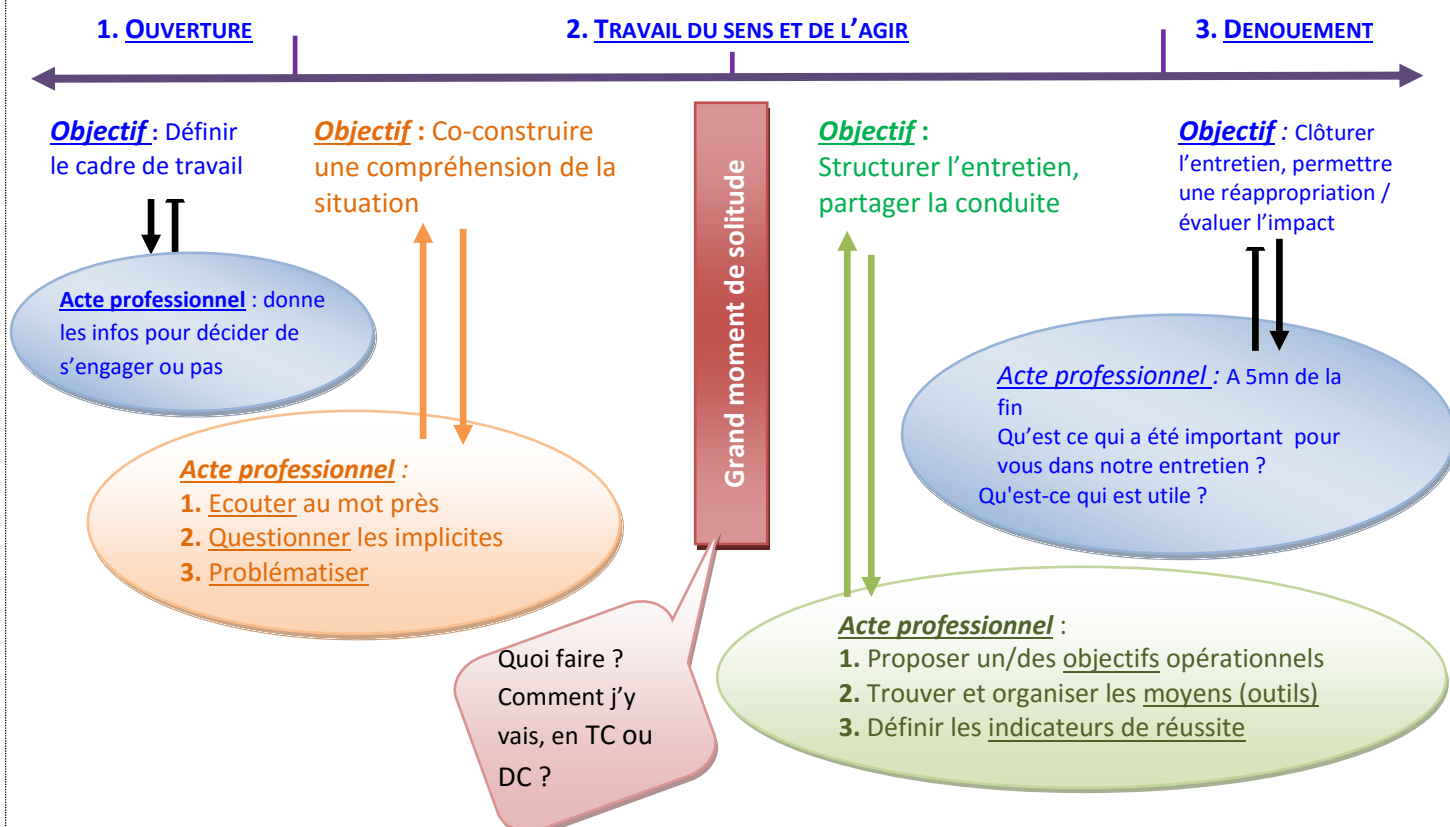 1. OUVERTURE
2. TRAVAIL DU SENS ET DE L'AGIR
3. DENOUEMENT
Objectif : Définir
le cadre de travail
Acte professionnel : donne
les infos pour décider de
s'engager ou pas
Objectif : Co-construire
une compréhension de la
situation
Acte professionnel :
1. Ecouter au mot près
2. Questionner les implicites
3. Problématiser
Grand moment de solitude
Quoi faire ?
Comment j'y
vais, en TC ou
DC ?
Objectif :
Structurer l'entretien,
partager la conduite
Acte professionnel :
1. Proposer un/des objectifs opérationnels
2. Trouver et organiser les moyens (outils)
3. Définir les indicateurs de réussite
Objectif : Clôturer
l'entretien, permettre
une réappropriation /
évaluer l'impact
Acte professionnel : A 5mn de la
fin
Qu'est ce qui a été important pour
vous dans notre entretien ?
Qu'est-ce qui est utile ?